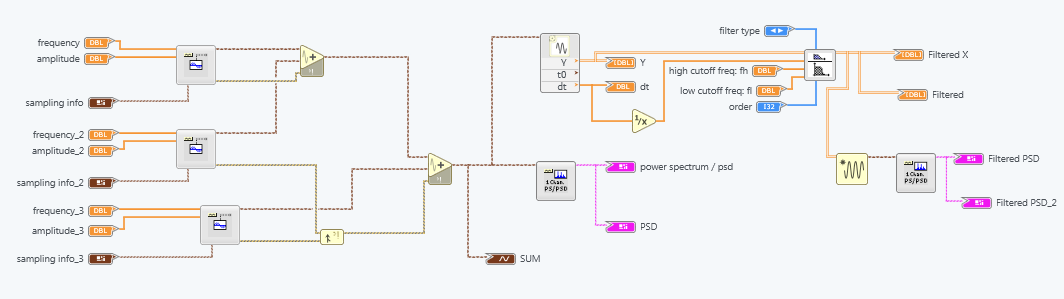 frequency
DBL
amplitude
DBL
sampling info
frequency_2
DBL
amplitude_2
DBL
sampling info_2
frequency_3
DBL
amplitude_3
DBL
sampling info_3
+
+
?!
SUM
Y
t0
dt
[DBL]
Y
DBL
dt
1/x
1 Chan.
PS/PSD
power spectrum / psd
PSD
filter type
high cutoff freq: fh
DBL
low cutoff freq: fl
DBL
order
I32
[DBL]
Filtered X
[DBL]
Filtered
1 Chan.
PS/PSD
Filtered PSD
Filtered PSD_2